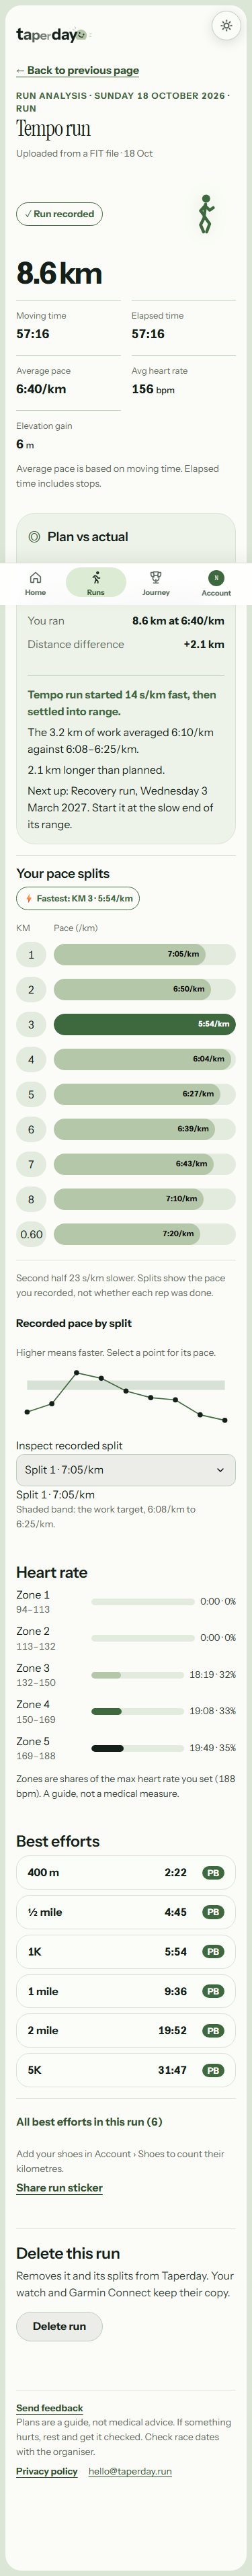 taperday
← Back to previous page
RUN ANALYSIS · SUNDAY 18 OCTOBER 2026 ·
RUN
Tempo run
Uploaded from a FIT file · 18 Oct
✓ Run recorded
8.6 km
Moving time
57:16
Elapsed time
57:16
Average pace
6:40/km
Avg heart rate
156 bpm
Elevation gain
6 m
Average pace is based on moving time. Elapsed
time includes stops.
Plan vs actual
Home
Runs
Journey
N
Account
You ran 8.6 km at 6:40/km
Distance difference +2.1 km
Tempo run started 14 s/km fast, then
settled into range.
The 3.2 km of work averaged 6:10/km
against 6:08–6:25/km.
2.1 km longer than planned.
Next up: Recovery run, Wednesday 3
March 2027. Start it at the slow end of
its range.
Your pace splits
Fastest: KM 3 · 5:54/km
KM Pace (/km)
1 7:05/km
2 6:50/km
3 5:54/km
4 6:04/km
5 6:27/km
6 6:39/km
7 6:43/km
8 7:10/km
0.60 7:20/km
Second half 23 s/km slower. Splits show the pace
you recorded, not whether each rep was done.
Recorded pace by split
Higher means faster. Select a point for its pace.
Inspect recorded split
Split 1 · 7:05/km
Split 1 · 7:05/km
Shaded band: the work target, 6:08/km to
6:25/km.
Heart rate
Zone 1
94–113
0:00 · 0%
Zone 2
113–132
0:00 · 0%
Zone 3
132–150
18:19 · 32%
Zone 4
150–169
19:08 · 33%
Zone 5
169–188
19:49 · 35%
Zones are shares of the max heart rate you set (188
bpm). A guide, not a medical measure.
Best efforts
400 m 2:22 PB
½ mile 4:45 PB
1K 5:54 PB
1 mile 9:36 PB
2 mile 19:52 PB
5K 31:47 PB
All best efforts in this run (6)
Add your shoes in Account › Shoes to count their
kilometres.
Share run sticker
Delete this run
Removes it and its splits from Taperday. Your
watch and Garmin Connect keep their copy.
Delete run
Send feedback
Plans are a guide, not medical advice. If something
hurts, rest and get it checked. Check race dates
with the organiser.
Privacy policy hello@taperday.run